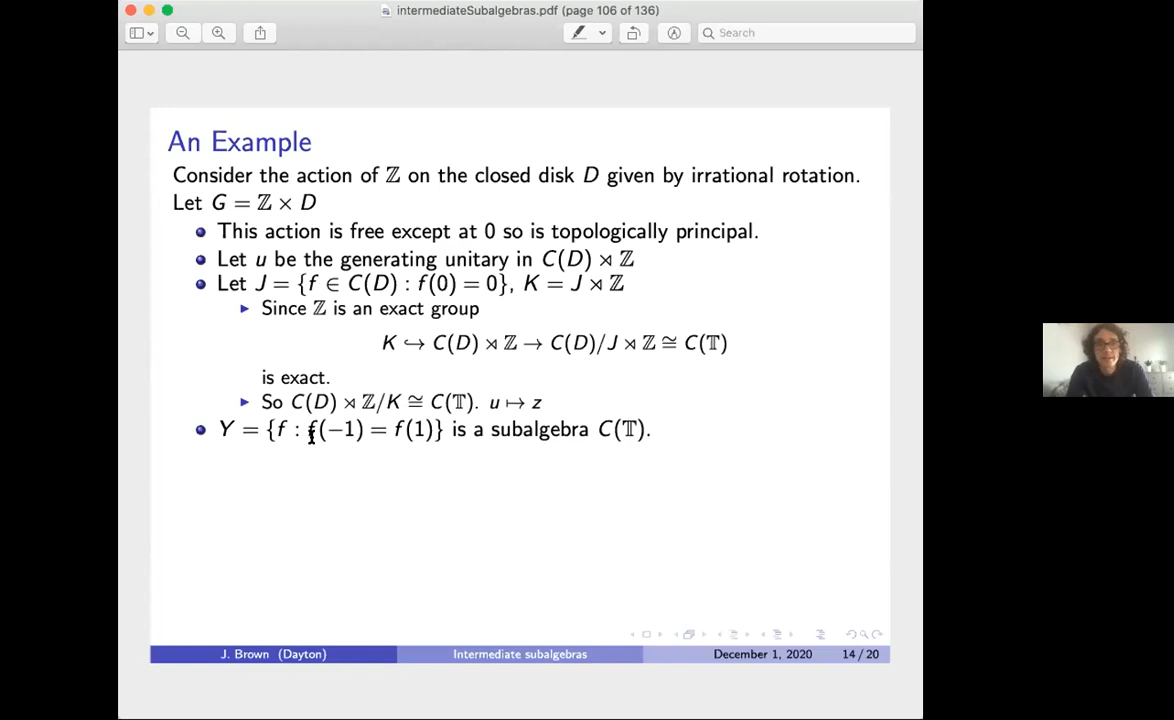 intermediateSubalgebras.pdf (page 106 of 136)
Search
An Example
Consider the action of ℤ on the closed disk D given by irrational rotation.
Let G = ℤ × D
This action is free except at 0 so is topologically principal.
Let u be the generating unitary in C(D) ⋊ ℤ
Let J = {f ∈ C(D) : f(0) = 0}, K = J ⋊ ℤ
Since ℤ is an exact group
K ↪ C(D) ⋊ ℤ → C(D)/J ⋊ ℤ ≅ C(𝕋)
is exact.
So C(D) ⋊ ℤ/K ≅ C(𝕋). u ↦ z
Y = {f : f(−1) = f(1)} is a subalgebra C(𝕋).
J. Brown (Dayton)
Intermediate subalgebras
December 1, 2020
14 / 20